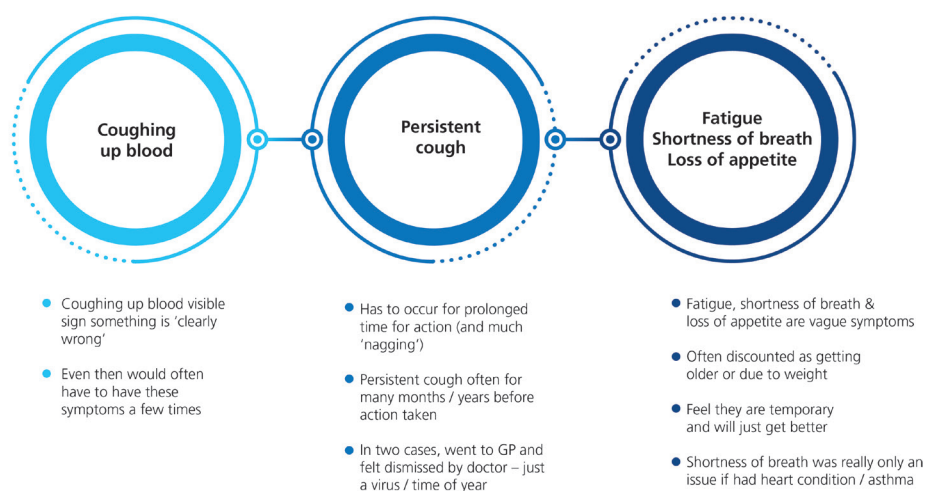 Coughing
up blood
Persistent
cough
Fatigue
Shortness of breath
Loss of appetite
Coughing up blood visible
sign something is ‘clearly
wrong’
Even then would often
have to have these
symptoms a few times
Has to occur for prolonged
time for action (and much
‘nagging’)
Persistent cough often for
many months / years before
action taken
In two cases, went to GP and
felt dismissed by doctor – just
a virus / time of year
Fatigue, shortness of breath &
loss of appetite are vague symptoms
Often discounted as getting
older or due to weight
Feel they are temporary
and will just get better
Shortness of breath was really only an
issue if had heart condition / asthma